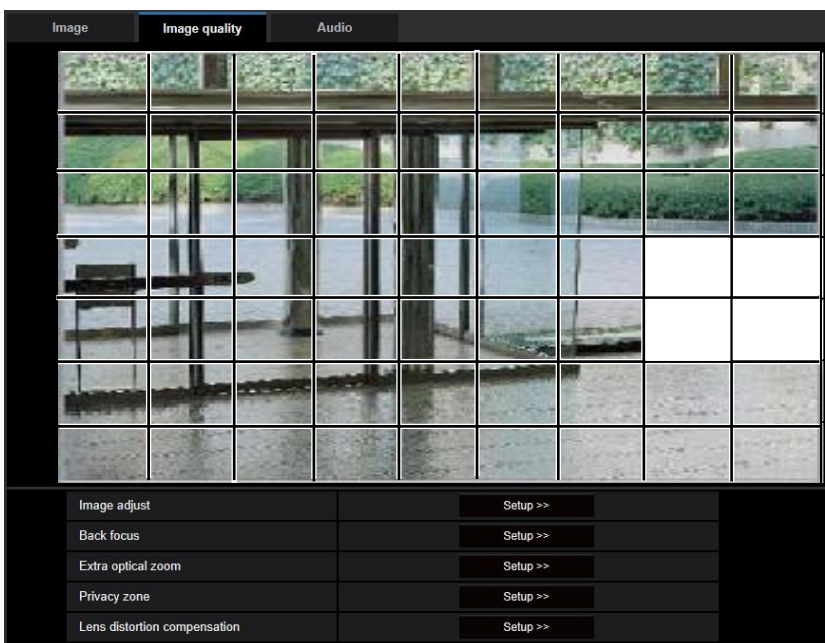 Image Image quality Audio
Image adjust Setup >>
Back focus Setup >>
Extra optical zoom Setup >>
Privacy zone Setup >>
Lens distortion compensation Setup >>